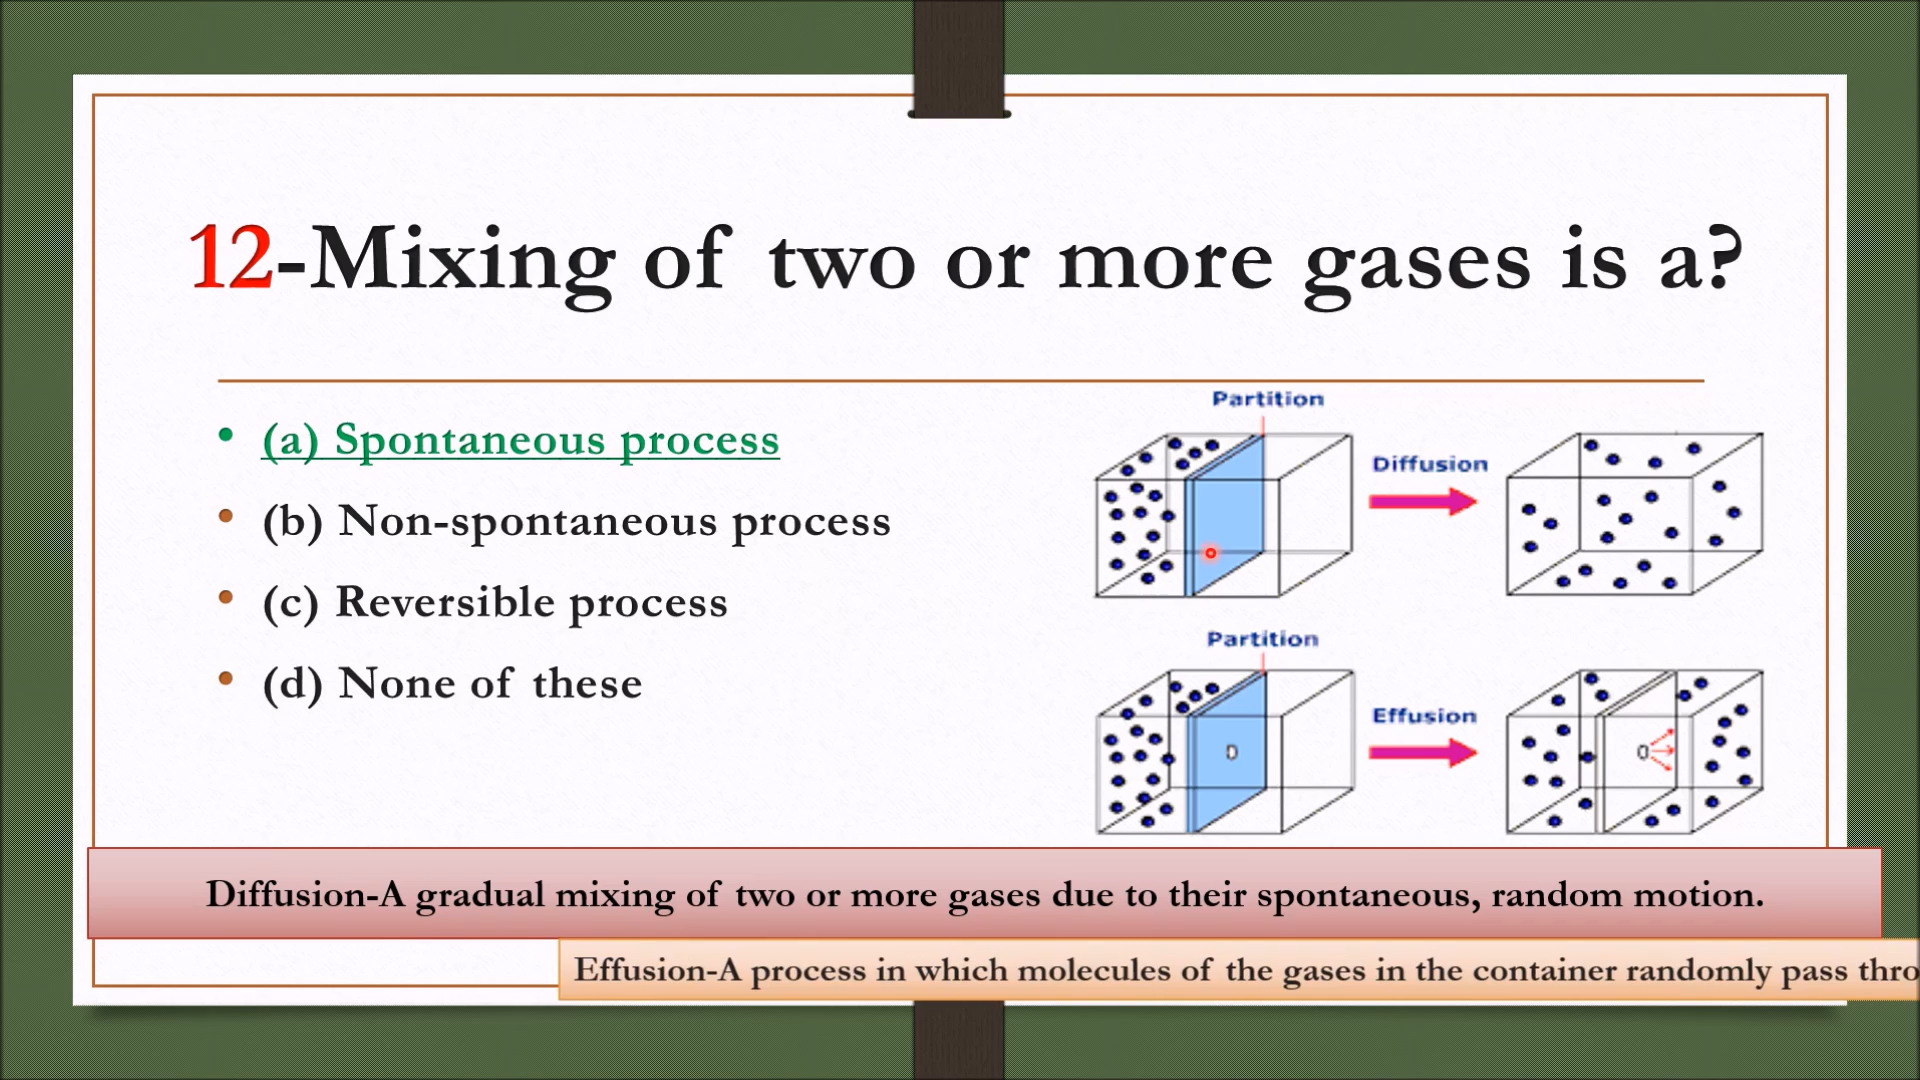 12-Mixing of two or more gases is a?
• (a) Spontaneous process
• (b) Non-spontaneous process
• (c) Reversible process
• (d) None of these
Partition
Diffusion
Partition
Effusion
Diffusion-A gradual mixing of two or more gases due to their spontaneous, random motion.
Effusion-A process in which molecules of the gases in the container randomly pass thro